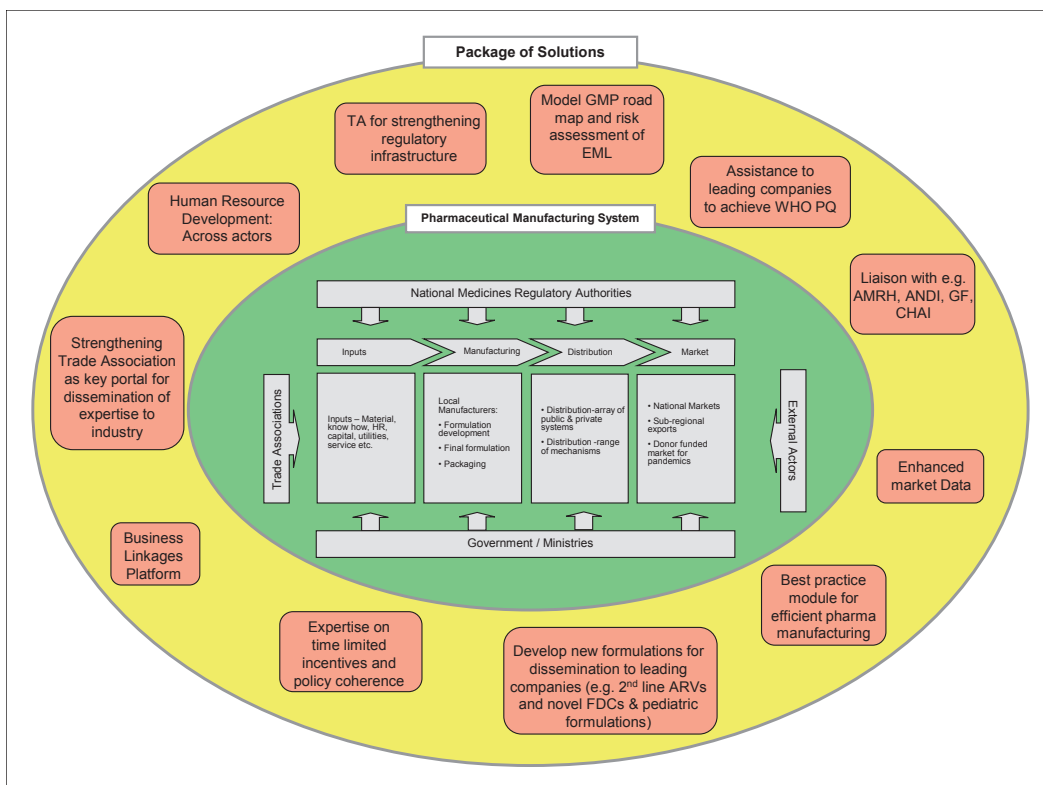 Package of Solutions
TA for strengthening
regulatory
infrastructure
Model GMP road
map and risk
assessment of
EML
Assistance to
leading companies
to achieve WHO PQ
Human Resource
Development:
Across actors
Liaison with e.g.
AMRH, ANDI, GF,
CHAI
Strengthening
Trade Association
as key portal for
dissemination of
expertise to
industry
Enhanced
market Data
Business
Linkages
Platform
Best practice
module for
efficient pharma
manufacturing
Expertise on
time limited
incentives and
policy coherence
Develop new formulations for
dissemination to leading
companies (e.g. 2nd line ARVs
and novel FDCs & pediatric
formulations)
Pharmaceutical Manufacturing System
National Medicines Regulatory Authorities
Inputs
Manufacturing
Distribution
Market
Trade Associations
Inputs – Material,
know how, HR,
capital, utilities,
service etc.
Local
Manufacturers:
• Formulation
development
• Final formulation
• Packaging
• Distribution-array of
public & private
systems
• Distribution -range
of mechanisms
• National Markets
• Sub-regional
exports
• Donor funded
market for
pandemics
External Actors
Government / Ministries